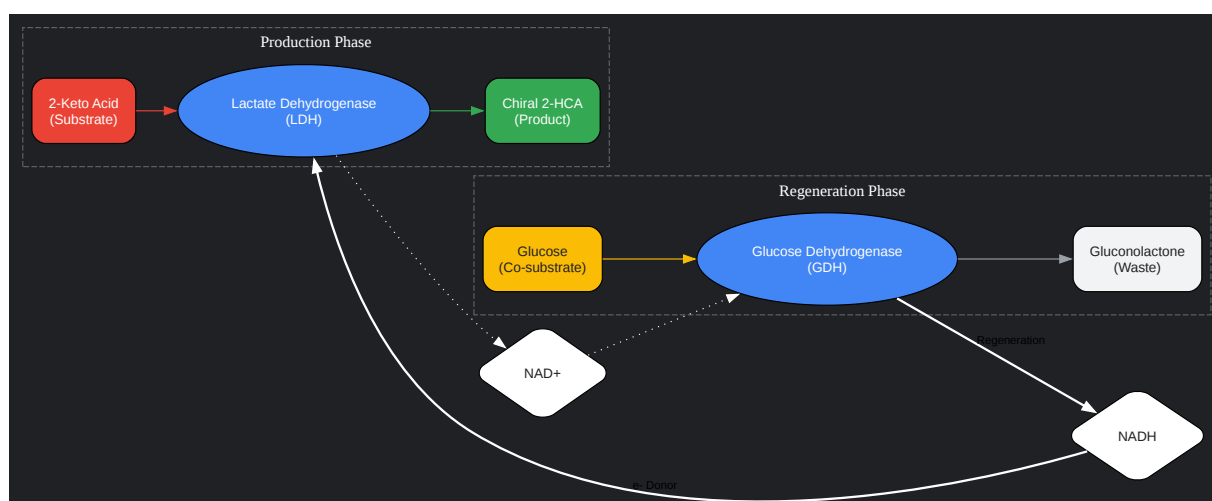 Production Phase
2-Keto Acid
(Substrate)
Lactate Dehydrogenase
(LDH)
Chiral 2-HCA
(Product)
Regeneration Phase
Glucose
(Co-substrate)
Glucose Dehydrogenase
(GDH)
Gluconolactone
(Waste)
Regeneration
NAD+
NADH
e- Donor